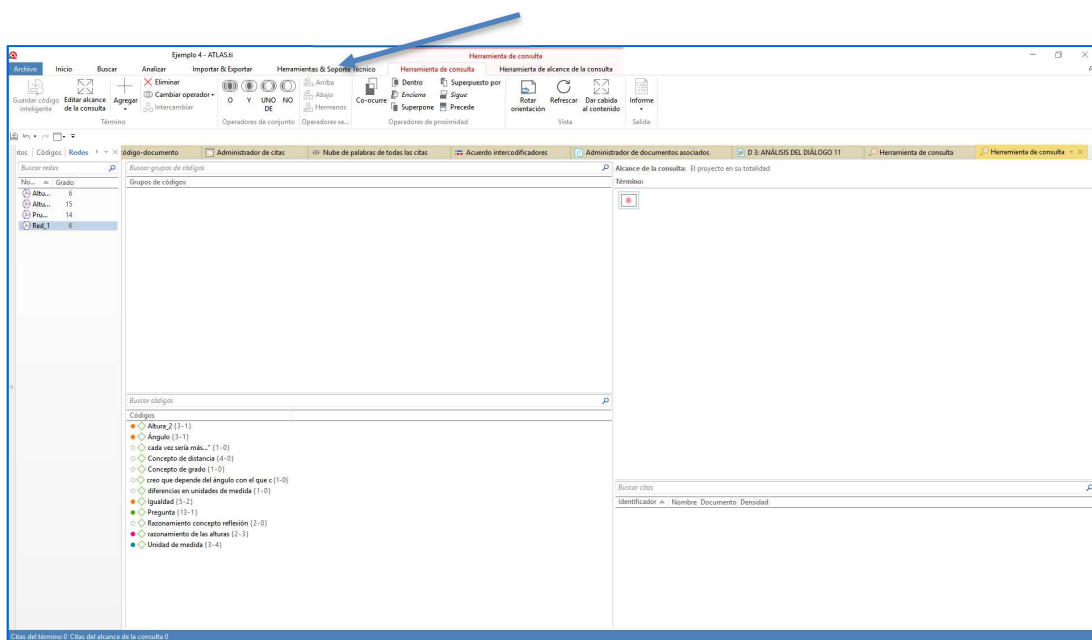 Ejemplo 4 - ATLAS.ti
Herramienta de consulta
Archivo Inicio Buscar Analizar Importar & Exportar Herramientas & Soporte Técnico Herramienta de consulta Herramienta de alcance de la consulta
Guardar código inteligente
Editar alcance de la consulta
Agregar
Eliminar
Cambiar operador
Intercambiar
Término
O Y UNO DE NO
Operadores de conjunto
Arriba
Abajo
Hermanos
Operadores se...
Co-ocurre
Dentro
Encierra
Superpone
Superpuesto por
Sigue
Precede
Operadores de proximidad
Rotar orientación
Refrescar
Dar cabida al contenido
Vista
Informe
Salida
tos Códigos Redes
ódigo-documento
Administrador de citas
Nube de palabras de todas las citas
Acuerdo intercodificadores
Administrador de documentos asociados
D 3: ANÁLISIS DEL DIÁLOGO 11
Herramienta de consulta
Herramienta de consulta
Buscar redes
No... Grado
Altu... 6
Altu... 15
Pru... 14
Red_1 6
Buscar grupos de códigos
Grupos de códigos
Buscar códigos
Códigos
Altura_2 {3-1}
Ángulo {3-1}
cada vez sería más..." {1-0}
Concepto de distancia {4-0}
Concepto de grado {1-0}
creo que depende del ángulo con el que c {1-0}
diferencias en unidades de medida {1-0}
Igualdad {5-2}
Pregunta {13-1}
Razonamiento concepto reflexión {2-0}
razonamiento de las alturas {2-3}
Unidad de medida {3-4}
Alcance de la consulta: El proyecto en su totalidad
Término:
Buscar citas
Identificador Nombre Documento Densidad
Citas del término 0 Citas del alcance de la consulta 0